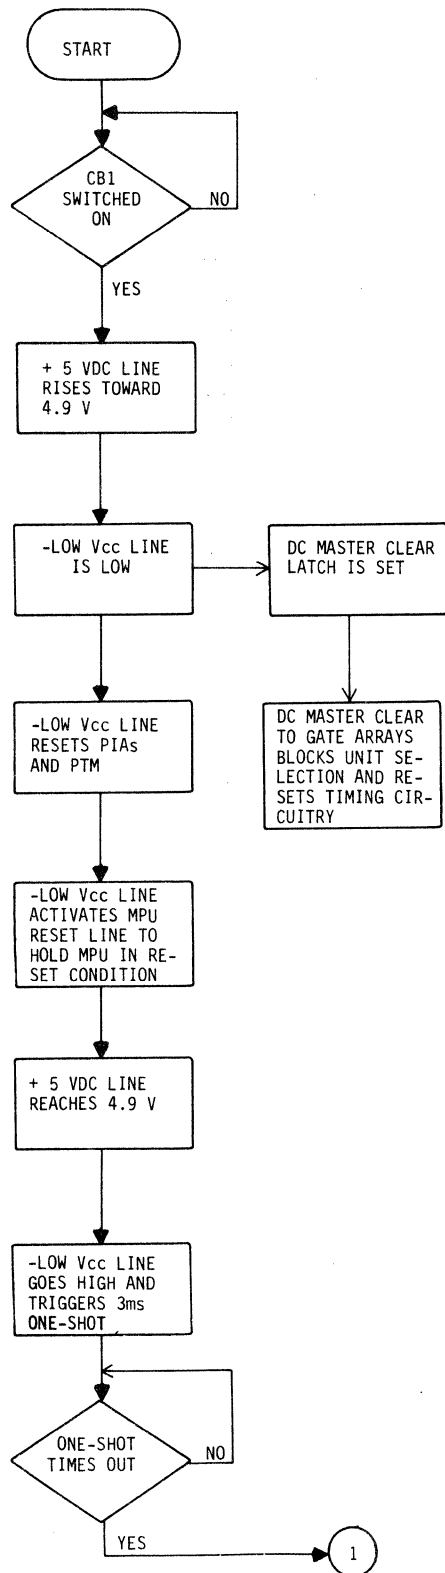 START
CB1
SWITCHED
ON
NO
YES
+ 5 VDC LINE
RISES TOWARD
4.9 V
-LOW Vcc LINE
IS LOW
DC MASTER CLEAR
LATCH IS SET
-LOW Vcc LINE
RESETS PIAs
AND PTM
DC MASTER CLEAR
TO GATE ARRAYS
BLOCKS UNIT SE-
LECTION AND RE-
SETS TIMING CIR-
CUITRY
-LOW Vcc LINE
ACTIVATES MPU
RESET LINE TO
HOLD MPU IN RE-
SET CONDITION
+ 5 VDC LINE
REACHES 4.9 V
-LOW Vcc LINE
GOES HIGH AND
TRIGGERS 3ms
ONE-SHOT
ONE-SHOT
TIMES OUT
NO
YES
1